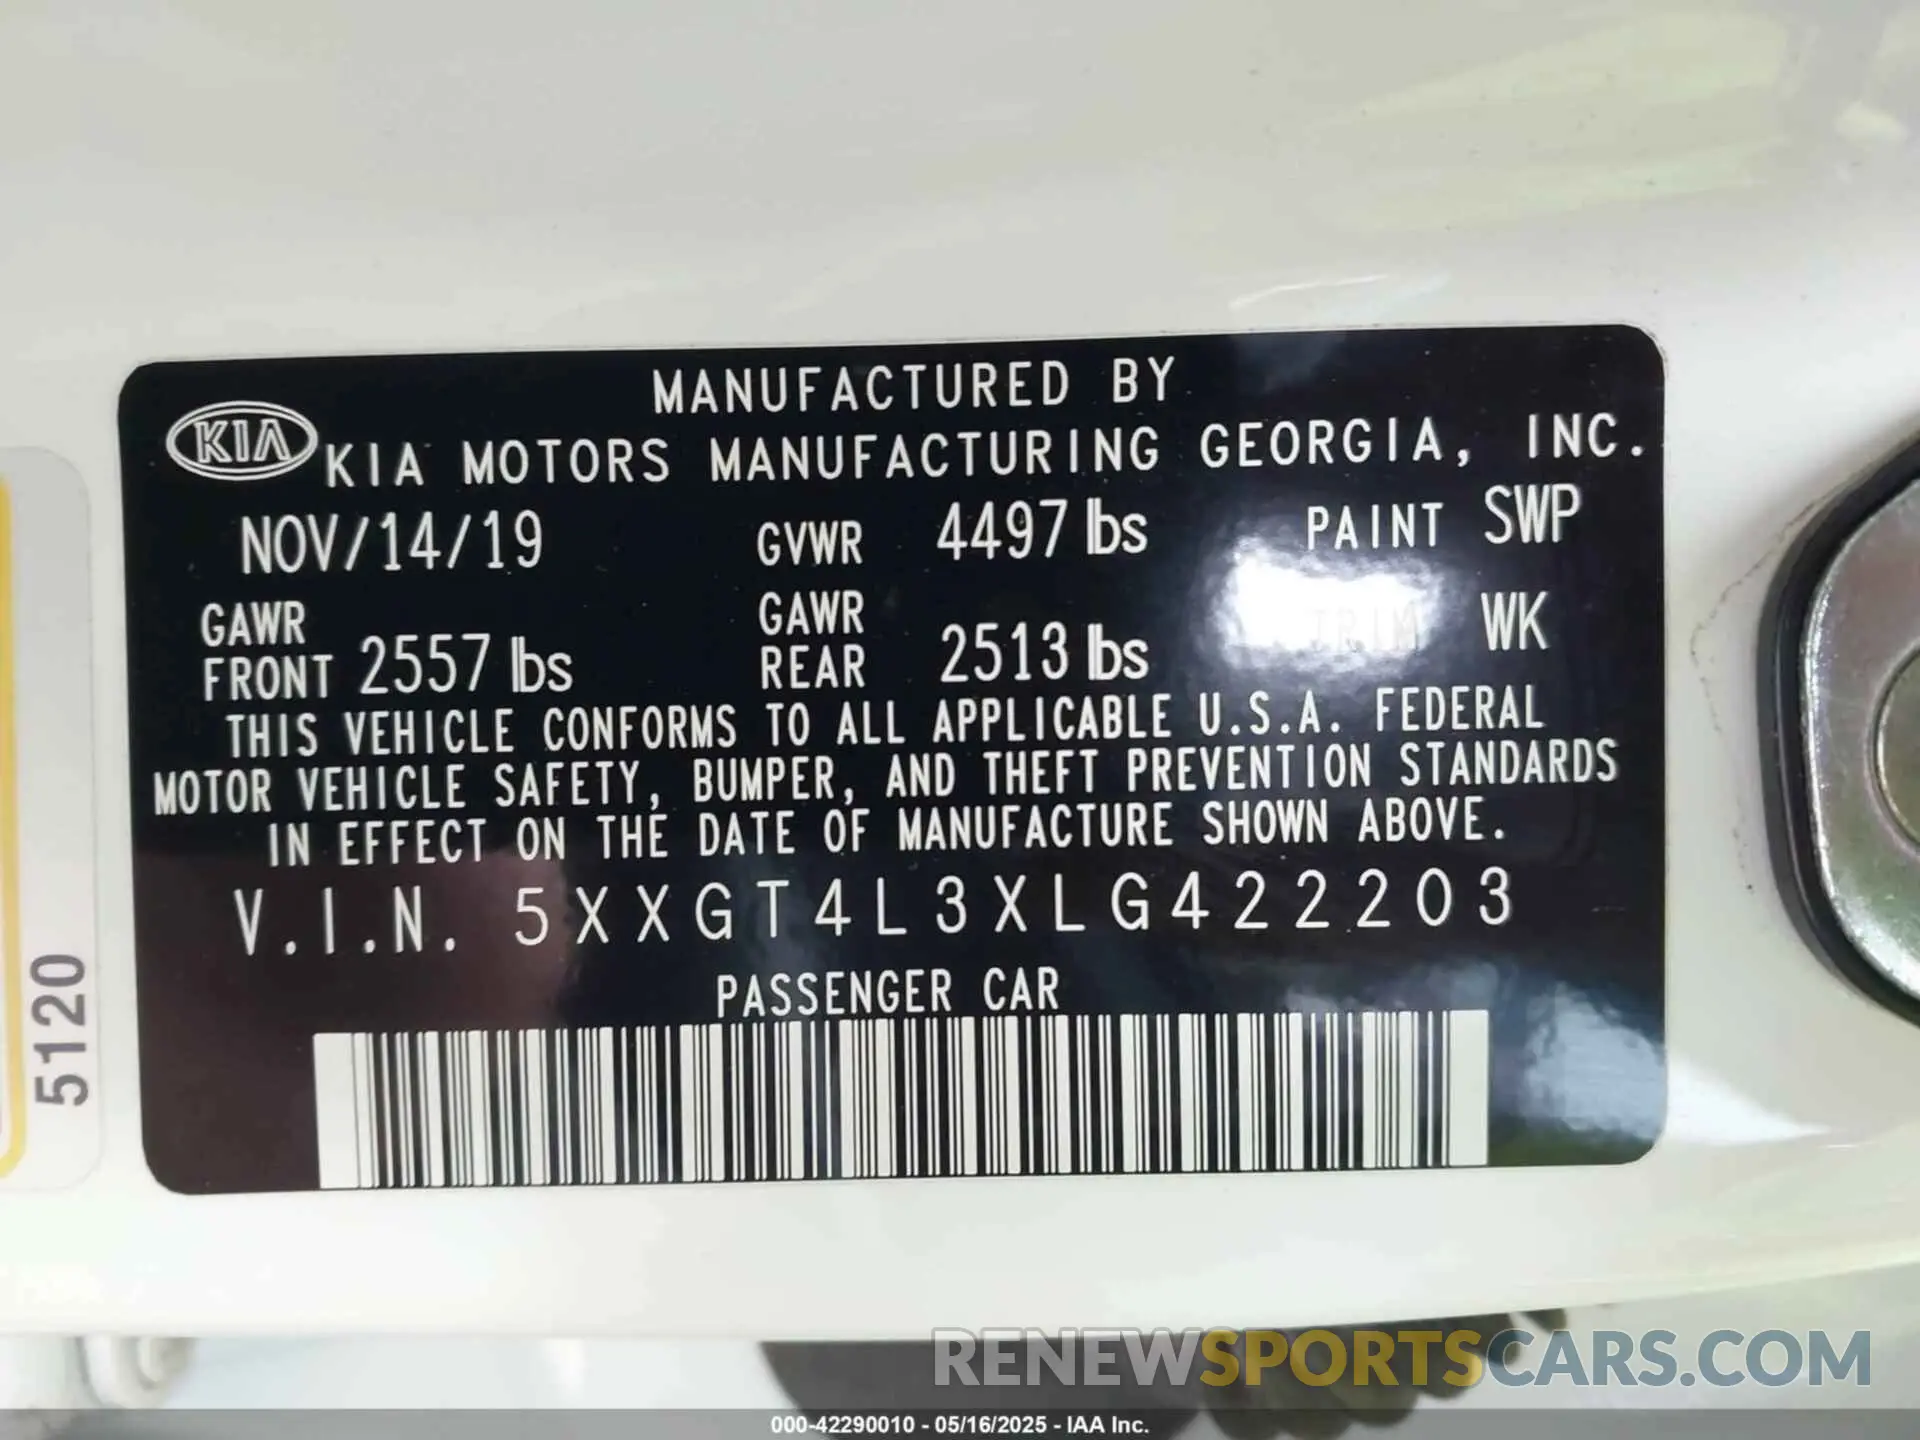 MANUFACTURED BY
KIA KIA MOTORS MANUFACTURING GEORGIA, INC.
NOV/14/19 GVWR 4497 lbs PAINT SWP
GAWR FRONT 2557 lbs GAWR REAR 2513 lbs TRIM WK
THIS VEHICLE CONFORMS TO ALL APPLICABLE U.S.A. FEDERAL
MOTOR VEHICLE SAFETY, BUMPER, AND THEFT PREVENTION STANDARDS
IN EFFECT ON THE DATE OF MANUFACTURE SHOWN ABOVE.
V.I.N. 5XXGT4L3XLG422203
PASSENGER CAR
5120
RENEWSPORTSCARS.COM
000-42290010 - 05/16/2025 - IAA Inc.